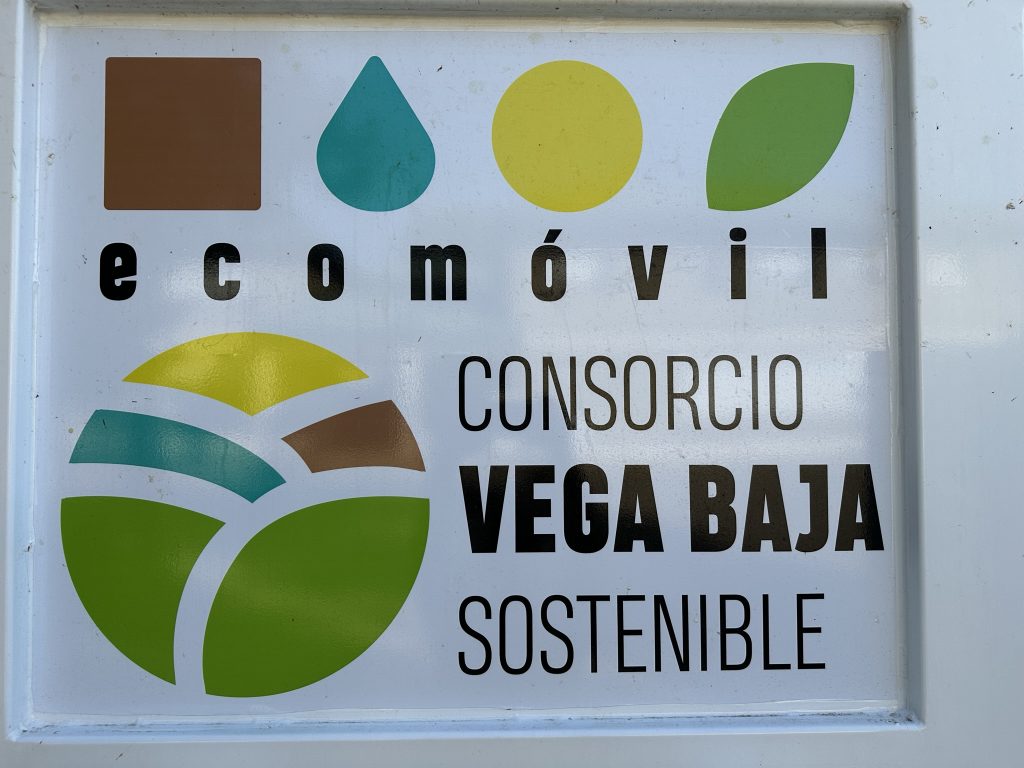 ecomóvil
CONSORCIO
VEGA BAJA
SOSTENIBLE